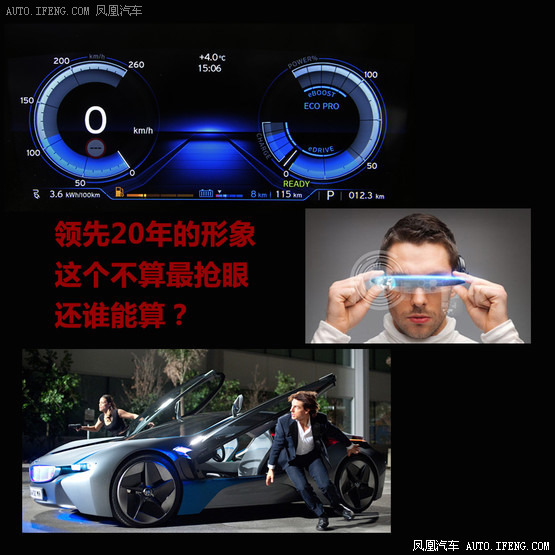 AUTO.IFENG.COM 凤凰汽车
km/h
200
260
150
100
50
0
0
km/h
+4.0°C
15:06
POWER%
100
eBOOST
ECO PRO
eDRIVE
CHARGE
50
0
READY
3.6 kWh/100km
8 km
115 km
P
012.3 km
领先20年的形象
这个不算最抢眼
还谁能算？
凤凰汽车 AUTO.IFENG.COM